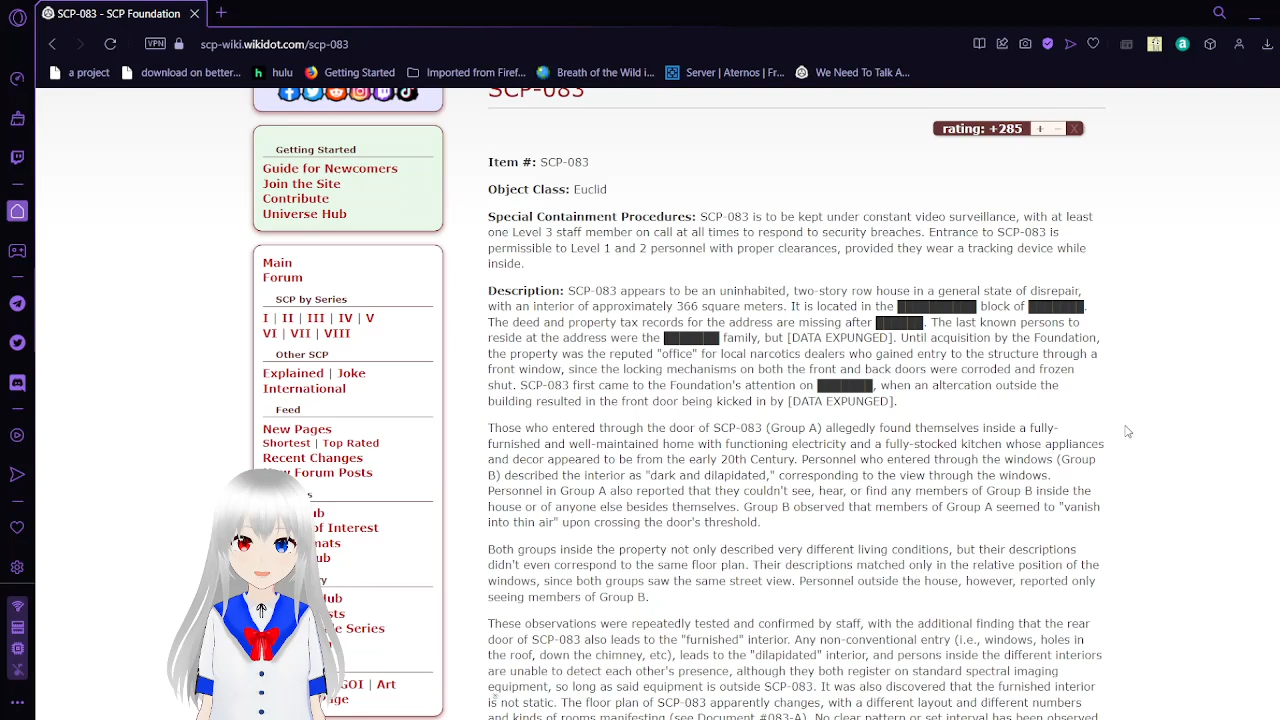 SCP-083 - SCP Foundation
VPN
scp-wiki.wikidot.com/scp-083
a project
download on better...
hulu
Getting Started
Imported from Firef...
Breath of the Wild i...
Server | Aternos | Fr...
We Need To Talk A...
SCP-083
rating: +285 + – X
Getting Started
Guide for Newcomers
Join the Site
Contribute
Universe Hub
Main
Forum
SCP by Series
I | II | III | IV | V
VI | VII | VIII
Other SCP
Explained | Joke
International
Feed
New Pages
Shortest | Top Rated
Recent Changes
New Forum Posts
of Interest
GOI | Art
Item #: SCP-083
Object Class: Euclid
Special Containment Procedures: SCP-083 is to be kept under constant video surveillance, with at least
one Level 3 staff member on call at all times to respond to security breaches. Entrance to SCP-083 is
permissible to Level 1 and 2 personnel with proper clearances, provided they wear a tracking device while
inside.
Description: SCP-083 appears to be an uninhabited, two-story row house in a general state of disrepair,
with an interior of approximately 366 square meters. It is located in the ██████████ block of ███████.
The deed and property tax records for the address are missing after ██████. The last known persons to
reside at the address were the ███████ family, but [DATA EXPUNGED]. Until acquisition by the Foundation,
the property was the reputed "office" for local narcotics dealers who gained entry to the structure through a
front window, since the locking mechanisms on both the front and back doors were corroded and frozen
shut. SCP-083 first came to the Foundation's attention on ███████, when an altercation outside the
building resulted in the front door being kicked in by [DATA EXPUNGED].
Those who entered through the door of SCP-083 (Group A) allegedly found themselves inside a fully-
furnished and well-maintained home with functioning electricity and a fully-stocked kitchen whose appliances
and decor appeared to be from the early 20th Century. Personnel who entered through the windows (Group
B) described the interior as "dark and dilapidated," corresponding to the view through the windows.
Personnel in Group A also reported that they couldn't see, hear, or find any members of Group B inside the
house or of anyone else besides themselves. Group B observed that members of Group A seemed to "vanish
into thin air" upon crossing the door's threshold.
Both groups inside the property not only described very different living conditions, but their descriptions
didn't even correspond to the same floor plan. Their descriptions matched only in the relative position of the
windows, since both groups saw the same street view. Personnel outside the house, however, reported only
seeing members of Group B.
These observations were repeatedly tested and confirmed by staff, with the additional finding that the rear
door of SCP-083 also leads to the "furnished" interior. Any non-conventional entry (i.e., windows, holes in
the roof, down the chimney, etc), leads to the "dilapidated" interior, and persons inside the different interiors
are unable to detect each other's presence, although they both register on standard spectral imaging
equipment, so long as said equipment is outside SCP-083. It was also discovered that the furnished interior
is not static. The floor plan of SCP-083 apparently changes, with a different layout and different numbers
and kinds of rooms manifesting (see Document #083-A). No clear pattern or set interval has been observed